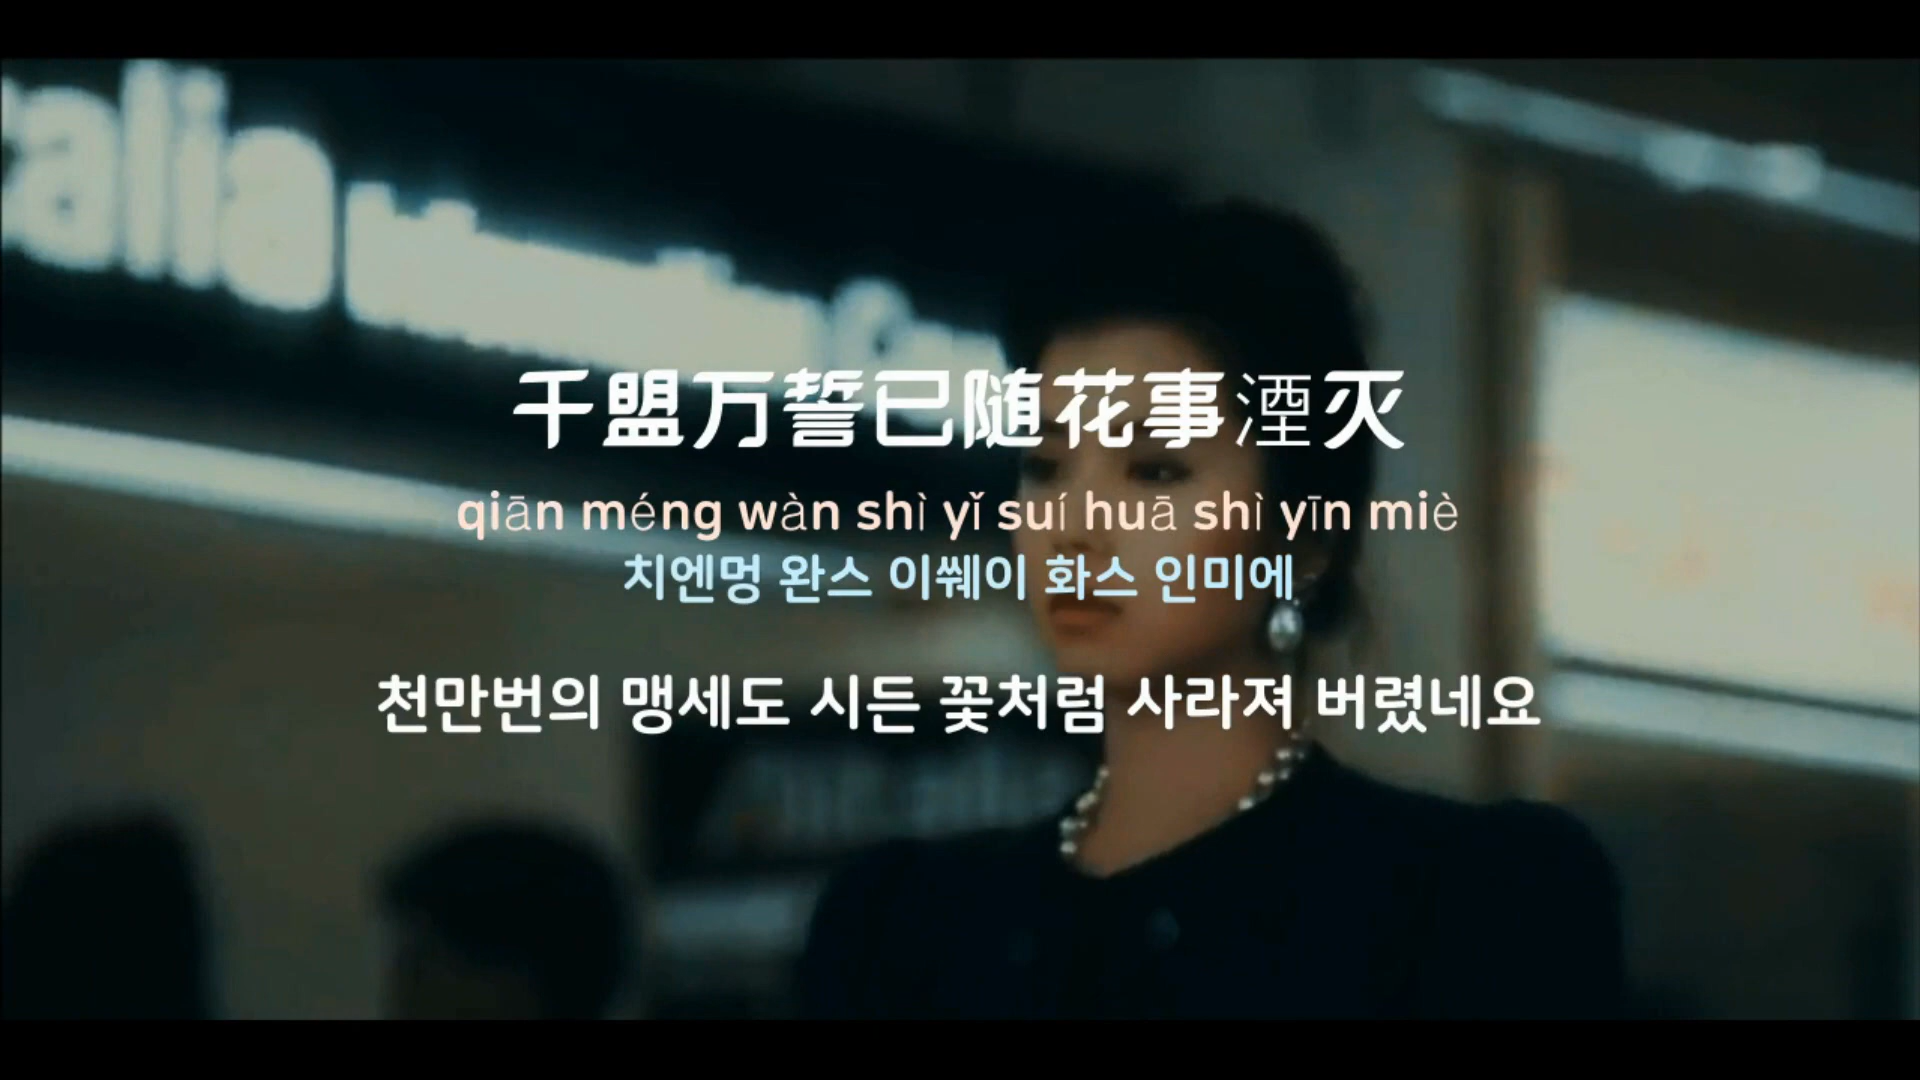 alia
千盟万誓已随花事湮灭
qiān méng wàn shì yǐ suí huā shì yīn miè
치엔멍 완스 이쒜이 화스 인미에
천만번의 맹세도 시든 꽃처럼 사라져 버렸네요